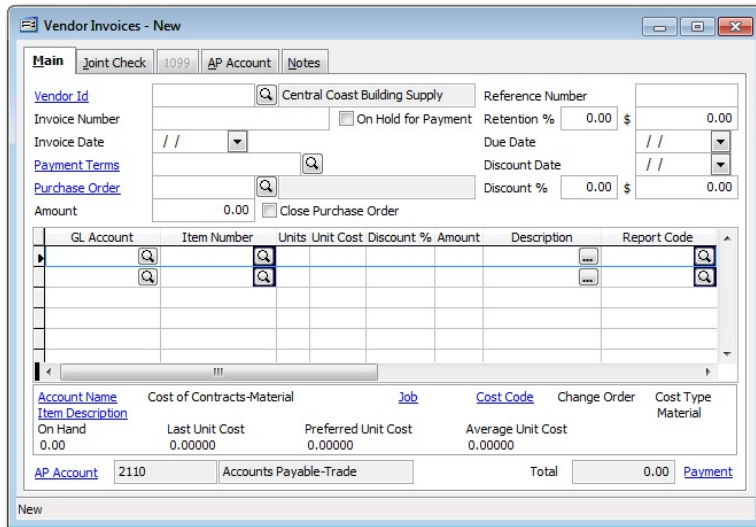 Vendor Invoices - New
Main Joint Check 1099 AP Account Notes
Vendor Id Central Coast Building Supply Reference Number
Invoice Number On Hold for Payment Retention % 0.00 $ 0.00
Invoice Date / / Due Date / /
Payment Terms Discount Date / /
Purchase Order Discount % 0.00 $ 0.00
Amount 0.00 Close Purchase Order
GL Account Item Number Units Unit Cost Discount % Amount Description Report Code
...
...
Account Name Cost of Contracts-Material Job Cost Code Change Order Cost Type
Item Description Material
On Hand Last Unit Cost Preferred Unit Cost Average Unit Cost
0.00 0.00000 0.00000 0.00000
AP Account 2110 Accounts Payable-Trade Total 0.00 Payment
New